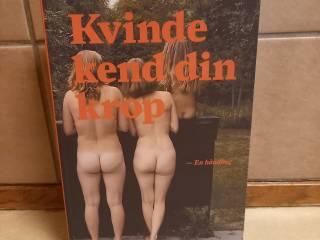 Kvinde
kend din
krop
— En håndbog